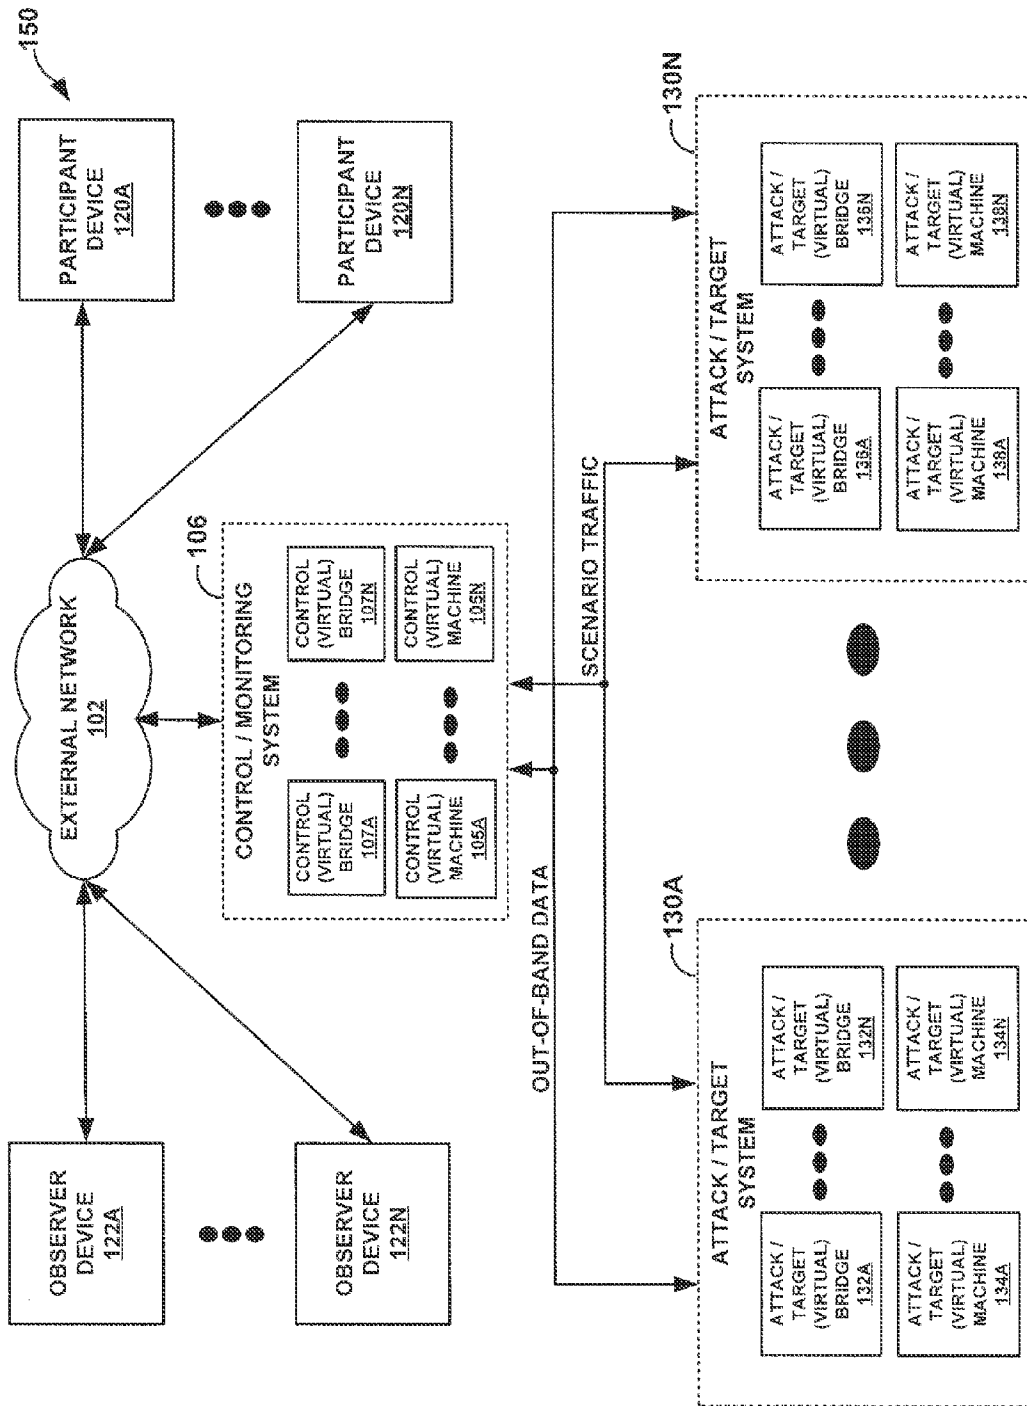 150
OBSERVER
DEVICE
122A
OBSERVER
DEVICE
122N
EXTERNAL NETWORK
102
PARTICIPANT
DEVICE
120A
PARTICIPANT
DEVICE
120N
106
CONTROL / MONITORING
SYSTEM
CONTROL
(VIRTUAL)
BRIDGE
107A
CONTROL
(VIRTUAL)
BRIDGE
107N
CONTROL
(VIRTUAL)
MACHINE
105A
CONTROL
(VIRTUAL)
MACHINE
105N
OUT-OF-BAND DATA
SCENARIO TRAFFIC
130A
ATTACK / TARGET
SYSTEM
ATTACK /
TARGET
(VIRTUAL)
BRIDGE
132A
ATTACK /
TARGET
(VIRTUAL)
BRIDGE
132N
ATTACK /
TARGET
(VIRTUAL)
MACHINE
134A
ATTACK /
TARGET
(VIRTUAL)
MACHINE
134N
130N
ATTACK / TARGET
SYSTEM
ATTACK /
TARGET
(VIRTUAL)
BRIDGE
136A
ATTACK /
TARGET
(VIRTUAL)
BRIDGE
136N
ATTACK /
TARGET
(VIRTUAL)
MACHINE
138A
ATTACK /
TARGET
(VIRTUAL)
MACHINE
138N